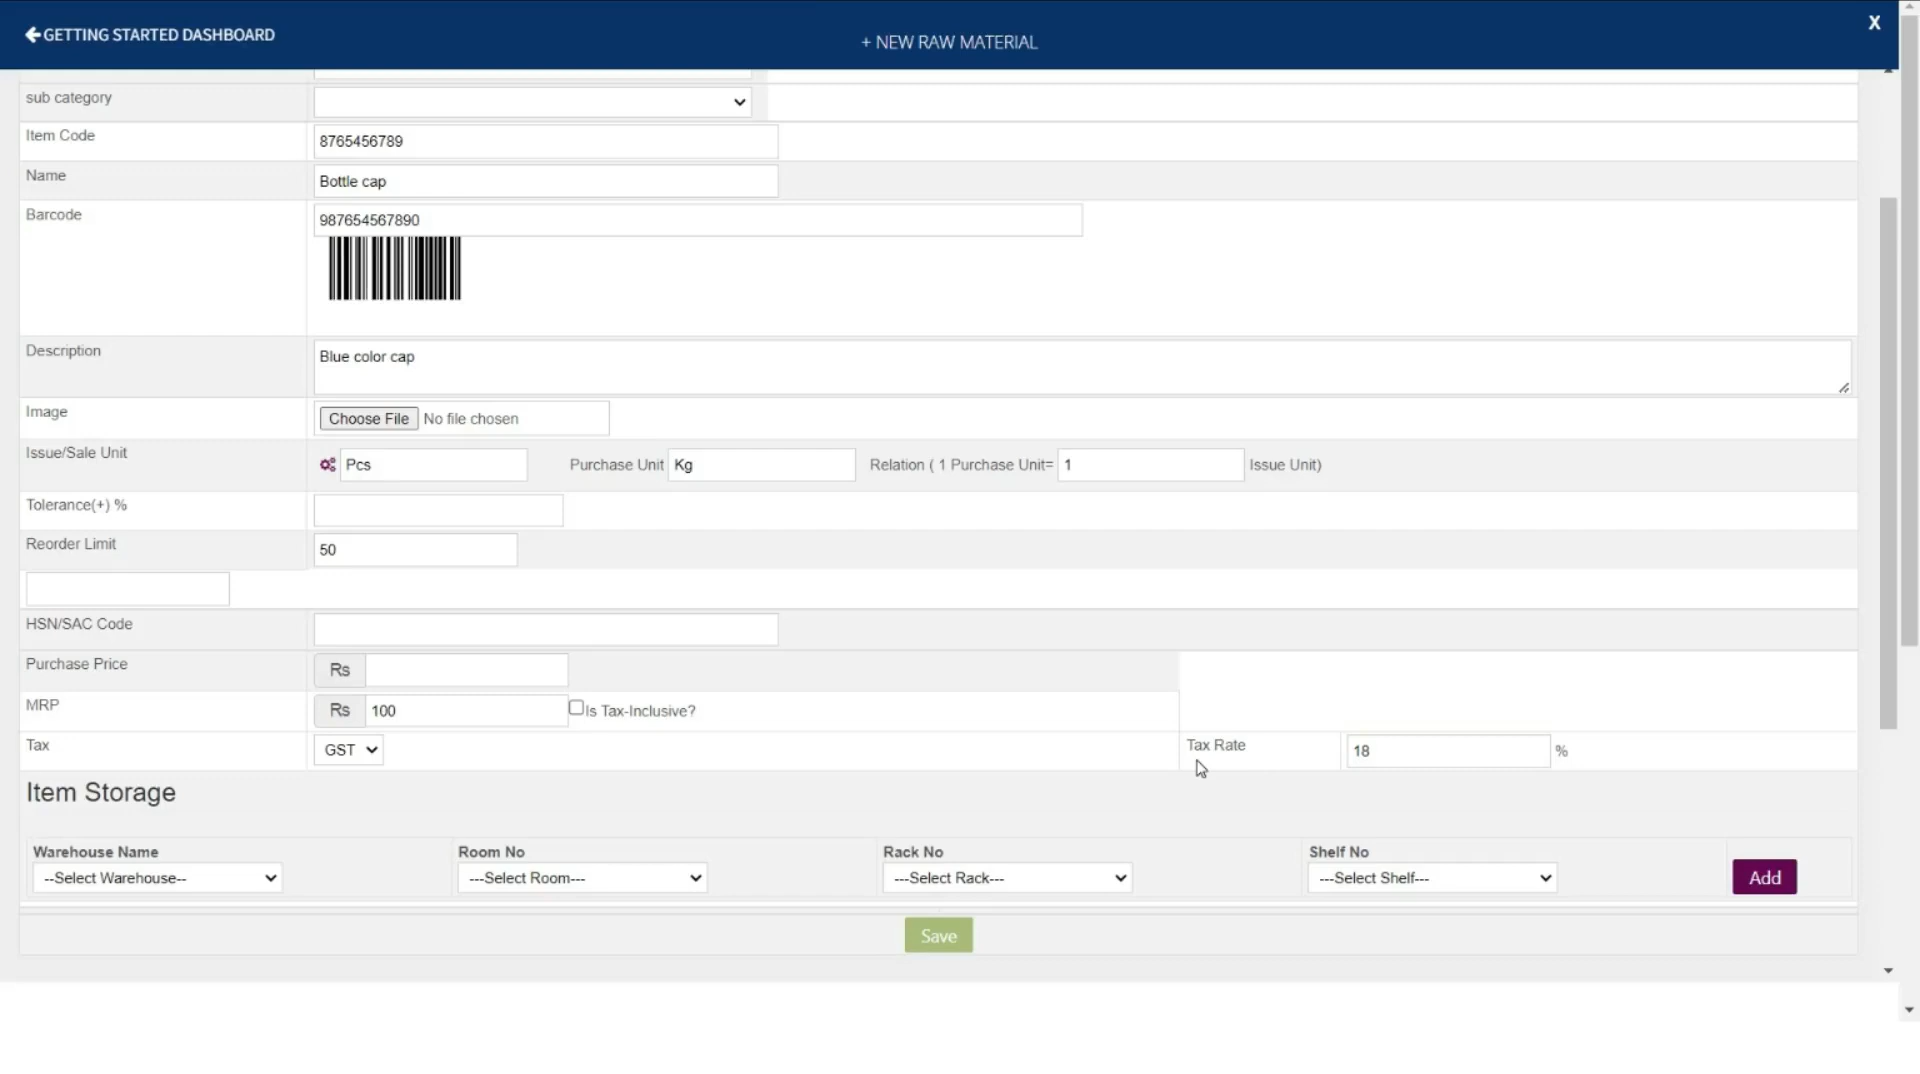 GETTING STARTED DASHBOARD
X
+ NEW RAW MATERIAL
sub category
Item Code
8765456789
Name
Bottle cap
Barcode
987654567890
Description
Blue color cap
Image
Choose File No file chosen
Issue/Sale Unit
Pcs
Purchase Unit Kg
Relation ( 1 Purchase Unit= 1 Issue Unit)
Tolerance(+) %
Reorder Limit
50
HSN/SAC Code
Purchase Price
Rs
MRP
Rs 100 Is Tax-Inclusive?
Tax
GST
Tax Rate
18 %
Item Storage
Warehouse Name
Room No
Rack No
Shelf No
--Select Warehouse--
---Select Room---
---Select Rack---
---Select Shelf---
Add
Save